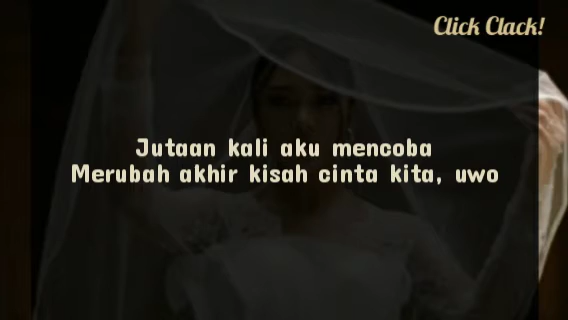 Click Clack!
Jutaan kali aku mencoba
Merubah akhir kisah cinta kita, uwo